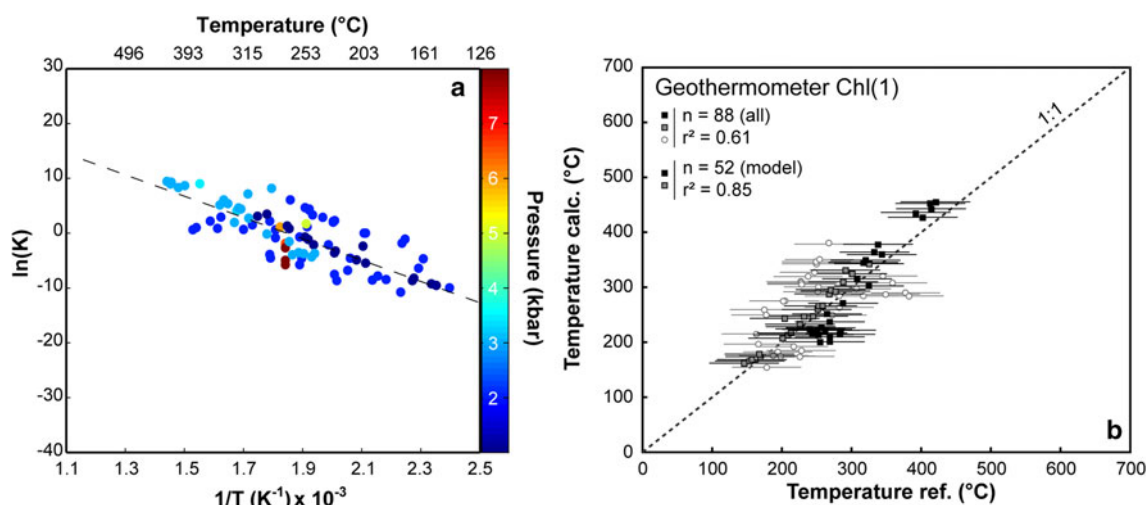 Temperature (°C)
496 393 315 253 203 161 126
30
20
10
0
-10
-20
-30
-40
ln(K)
a
1.1 1.3 1.5 1.7 1.9 2.1 2.3 2.5
1/T (K-1) x 10-3
7
6
5
4
3
2
Pressure (kbar)
700
600
500
400
300
200
100
0
Temperature calc. (°C)
Geothermometer Chl(1)
n = 88 (all)
r² = 0.61
n = 52 (model)
r² = 0.85
1:1
b
0 100 200 300 400 500 600 700
Temperature ref. (°C)